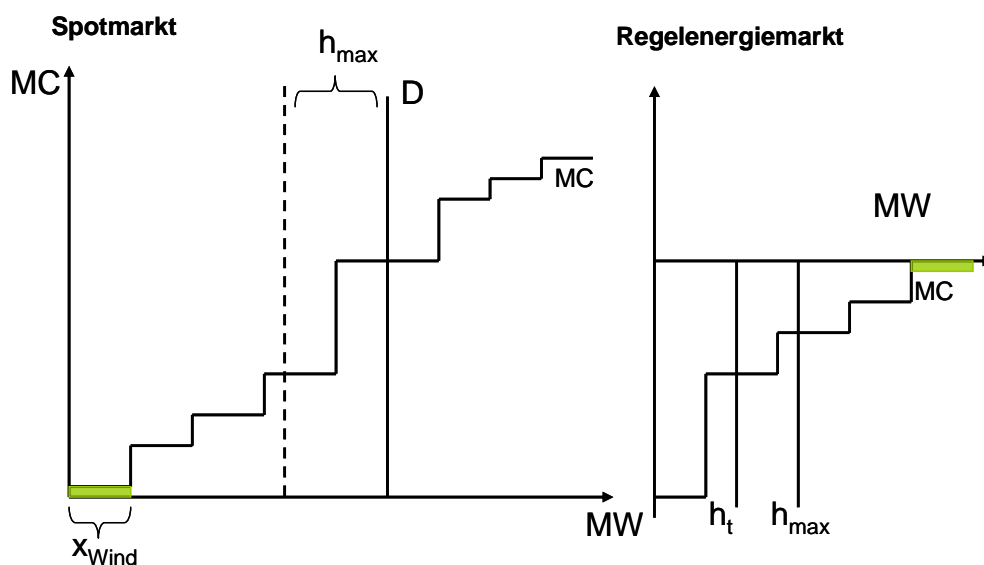 Spotmarkt
Regelenergiemarkt
hmax
MC
D
MC
MW
MC
MW
ht
hmax
xWind